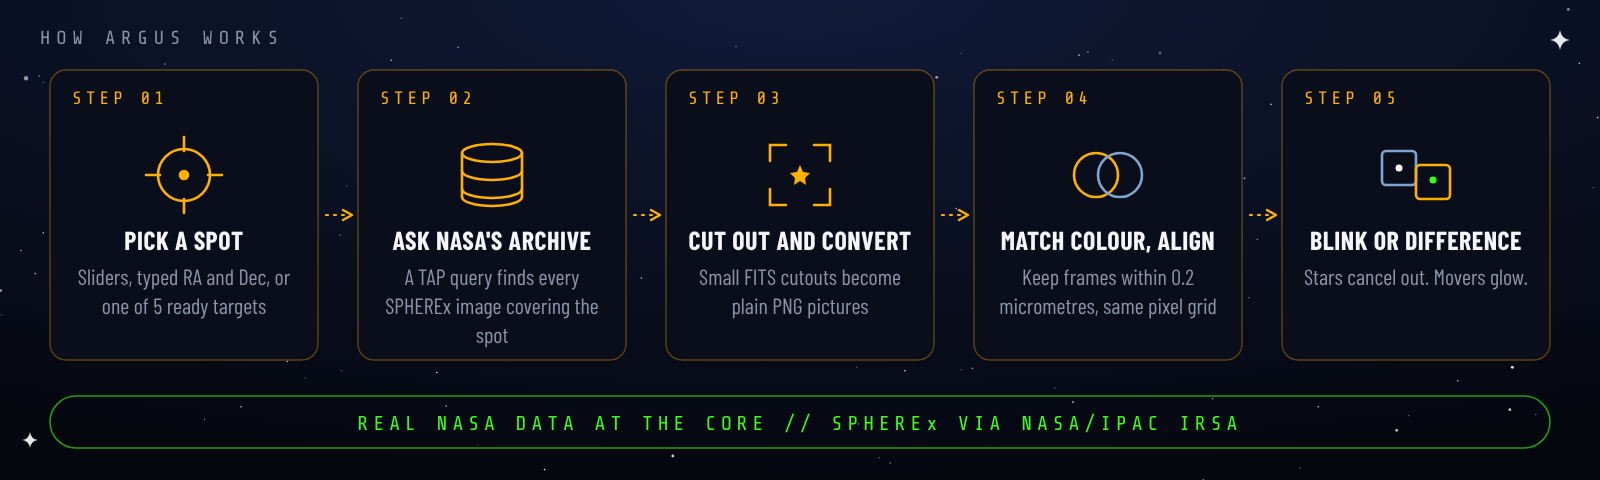 HOW ARGUS WORKS
STEP 01
PICK A SPOT
Sliders, typed RA and Dec, or
one of 5 ready targets
STEP 02
ASK NASA'S ARCHIVE
A TAP query finds every
SPHEREx image covering the
spot
STEP 03
CUT OUT AND CONVERT
Small FITS cutouts become
plain PNG pictures
STEP 04
MATCH COLOUR, ALIGN
Keep frames within 0.2
micrometres, same pixel grid
STEP 05
BLINK OR DIFFERENCE
Stars cancel out. Movers glow.
REAL NASA DATA AT THE CORE // SPHEREx VIA NASA/IPAC IRSA